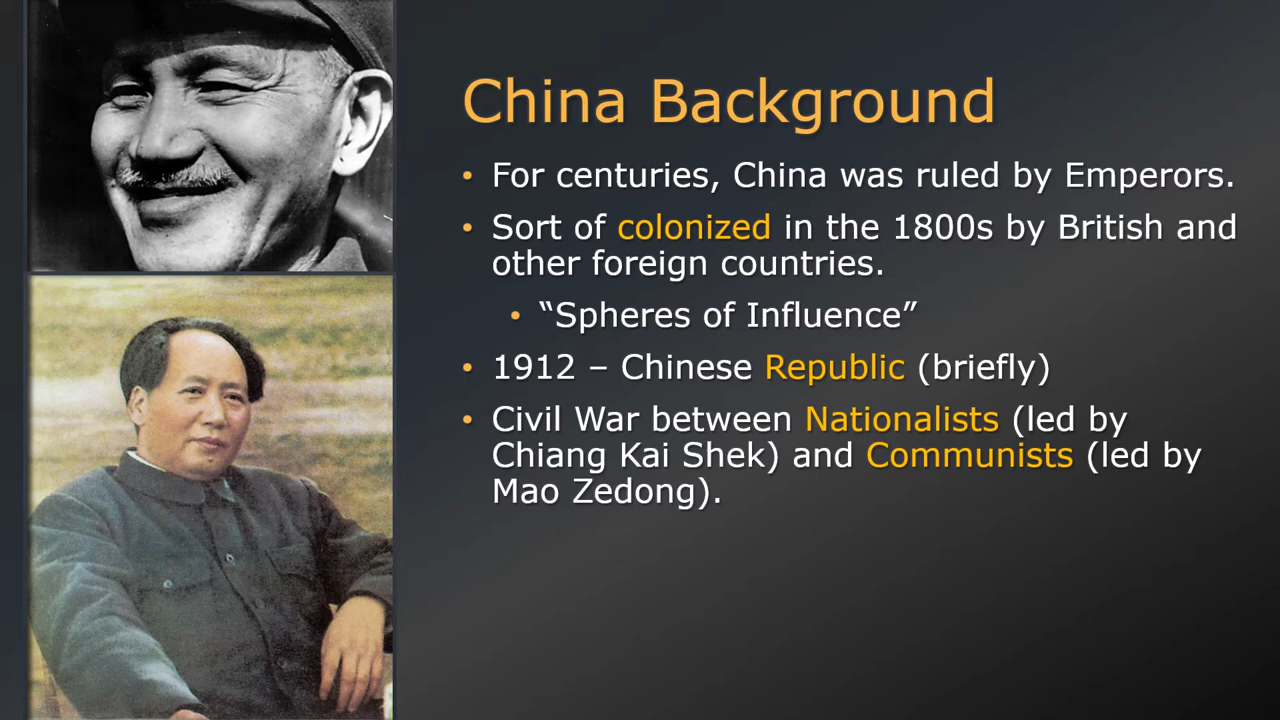 China Background
• For centuries, China was ruled by Emperors.
• Sort of colonized in the 1800s by British and
other foreign countries.
• “Spheres of Influence”
• 1912 – Chinese Republic (briefly)
• Civil War between Nationalists (led by
Chiang Kai Shek) and Communists (led by
Mao Zedong).